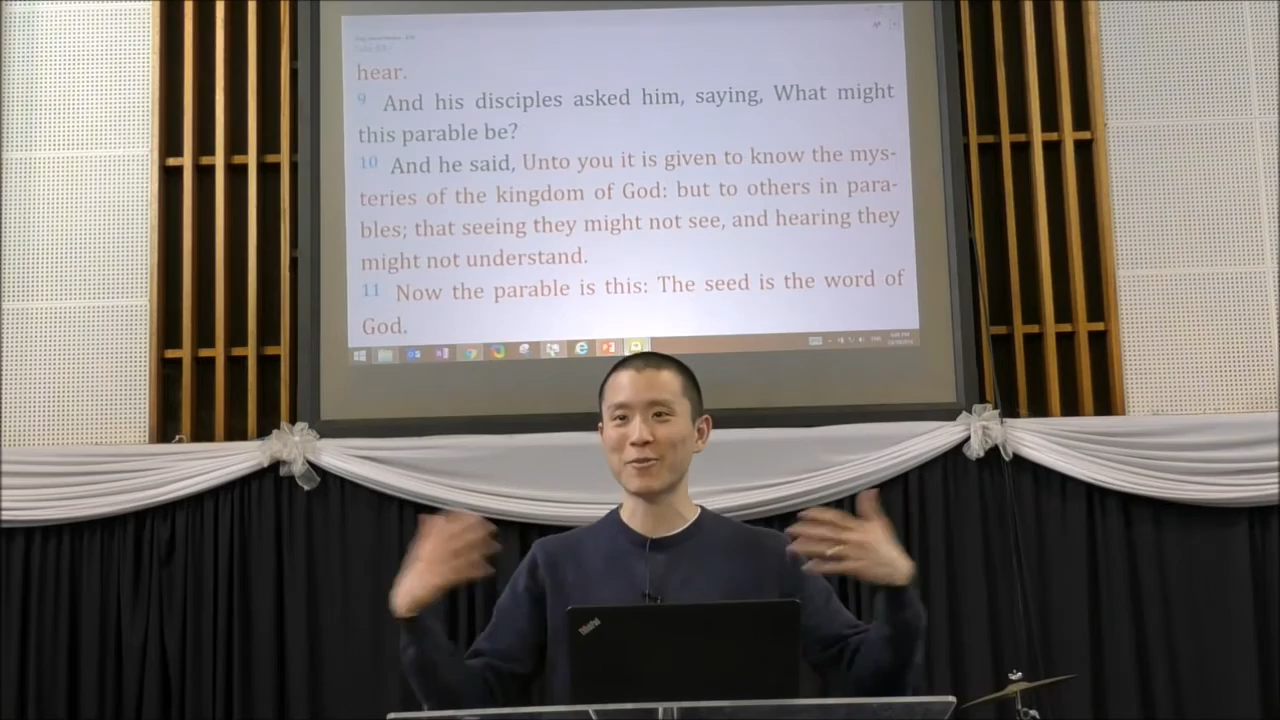 hear.
9 And his disciples asked him, saying, What might
this parable be?
10 And he said, Unto you it is given to know the mys-
teries of the kingdom of God: but to others in para-
bles; that seeing they might not see, and hearing they
might not understand.
11 Now the parable is this: The seed is the word of
God.
ThinkPad